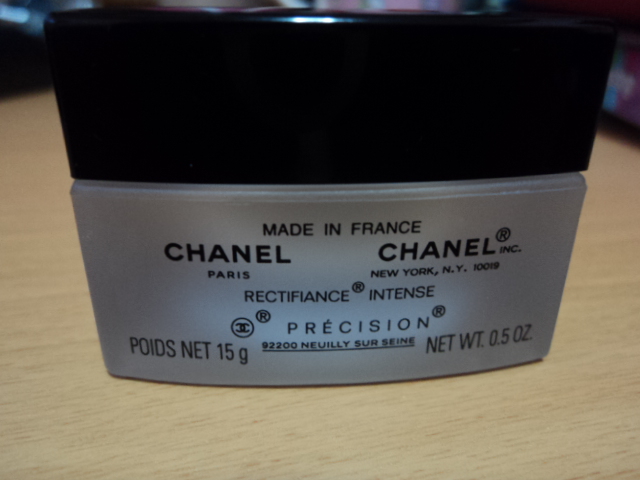 MADE IN FRANCE
CHANEL CHANEL® INC.
PARIS NEW YORK, N.Y. 10019
RECTIFIANCE® INTENSE
® PRÉCISION®
POIDS NET 15 g 92200 NEUILLY SUR SEINE NET WT. 0.5 OZ.